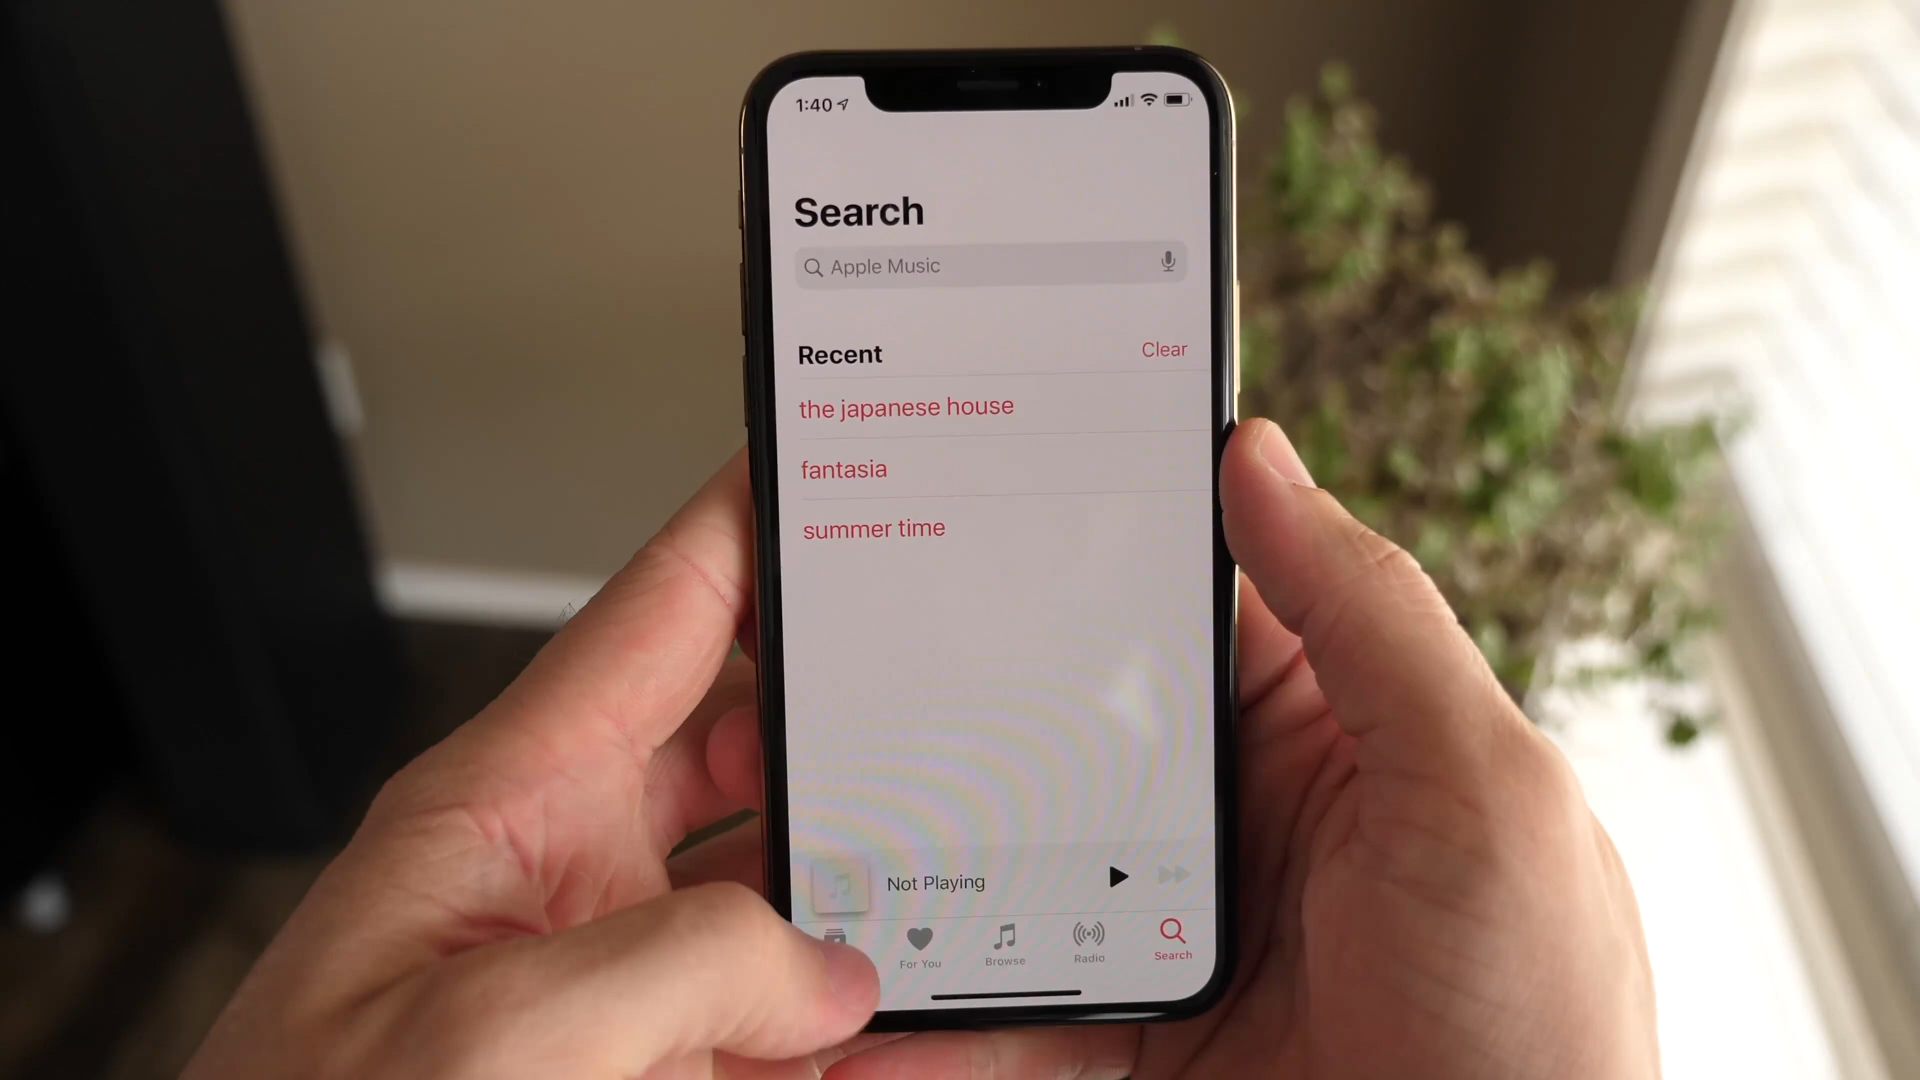 1:40
Search
Apple Music
Recent
Clear
the japanese house
fantasia
summer time
Not Playing
For You
Browse
Radio
Search